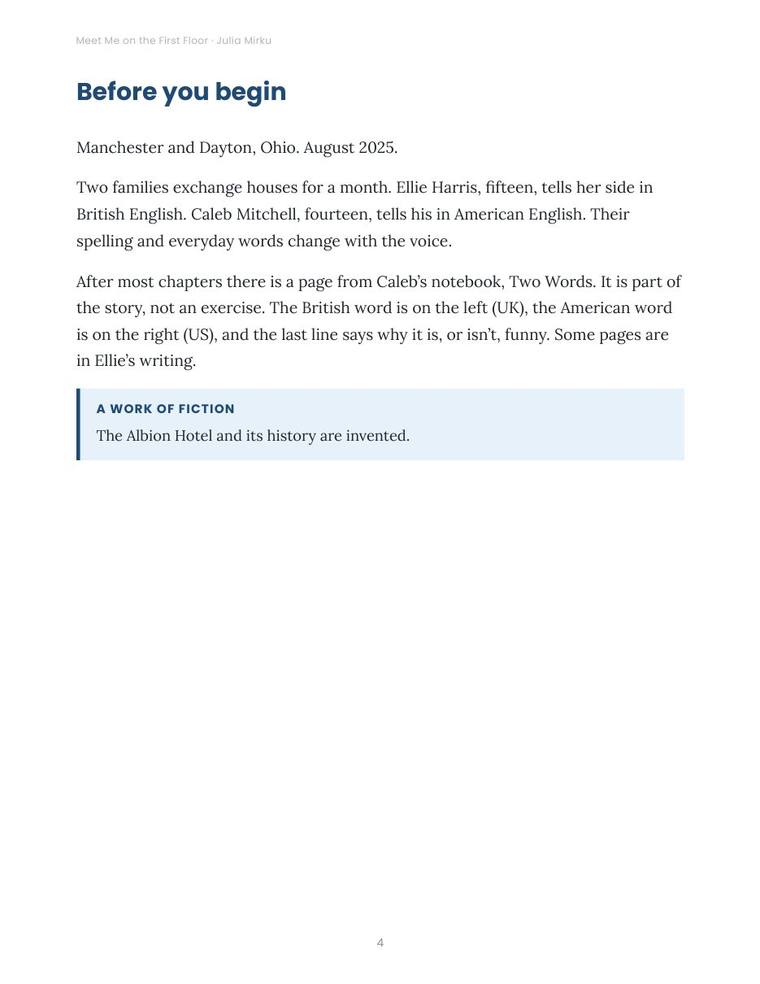 Meet Me on the First Floor · Julia Mirku
Before you begin
Manchester and Dayton, Ohio. August 2025.
Two families exchange houses for a month. Ellie Harris, fifteen, tells her side in
British English. Caleb Mitchell, fourteen, tells his in American English. Their
spelling and everyday words change with the voice.
After most chapters there is a page from Caleb’s notebook, Two Words. It is part of
the story, not an exercise. The British word is on the left (UK), the American word
is on the right (US), and the last line says why it is, or isn’t, funny. Some pages are
in Ellie’s writing.
A WORK OF FICTION
The Albion Hotel and its history are invented.
4